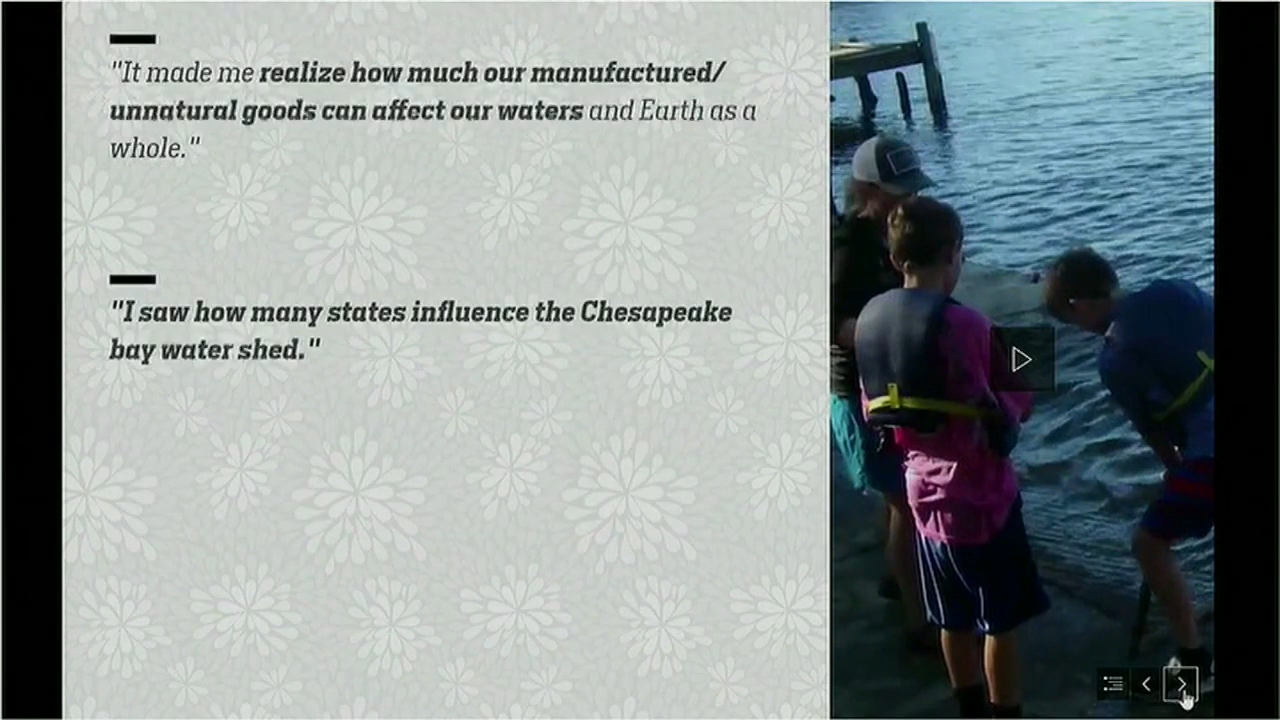 "It made me realize how much our manufactured/
unnatural goods can affect our waters and Earth as a
whole."
"I saw how many states influence the Chesapeake
bay water shed."